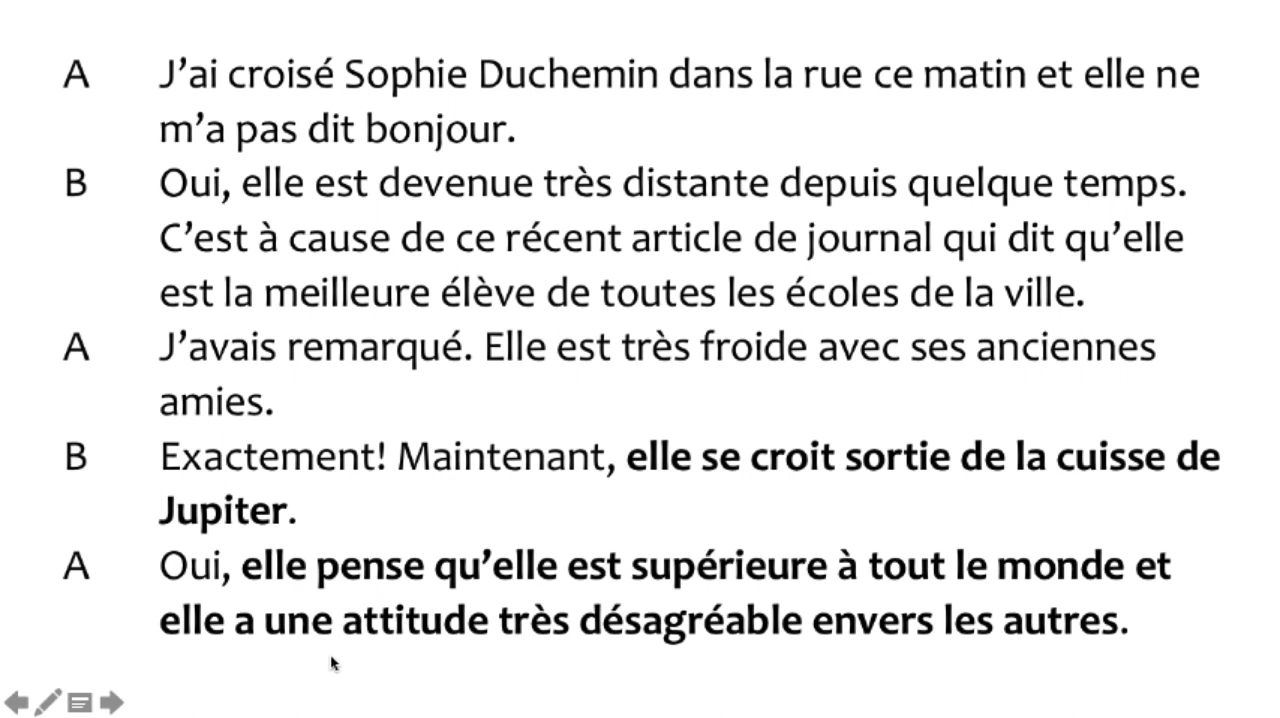 A J’ai croisé Sophie Duchemin dans la rue ce matin et elle ne
m’a pas dit bonjour.
B Oui, elle est devenue très distante depuis quelque temps.
C’est à cause de ce récent article de journal qui dit qu’elle
est la meilleure élève de toutes les écoles de la ville.
A J’avais remarqué. Elle est très froide avec ses anciennes
amies.
B Exactement! Maintenant, elle se croit sortie de la cuisse de
Jupiter.
A Oui, elle pense qu’elle est supérieure à tout le monde et
elle a une attitude très désagréable envers les autres.